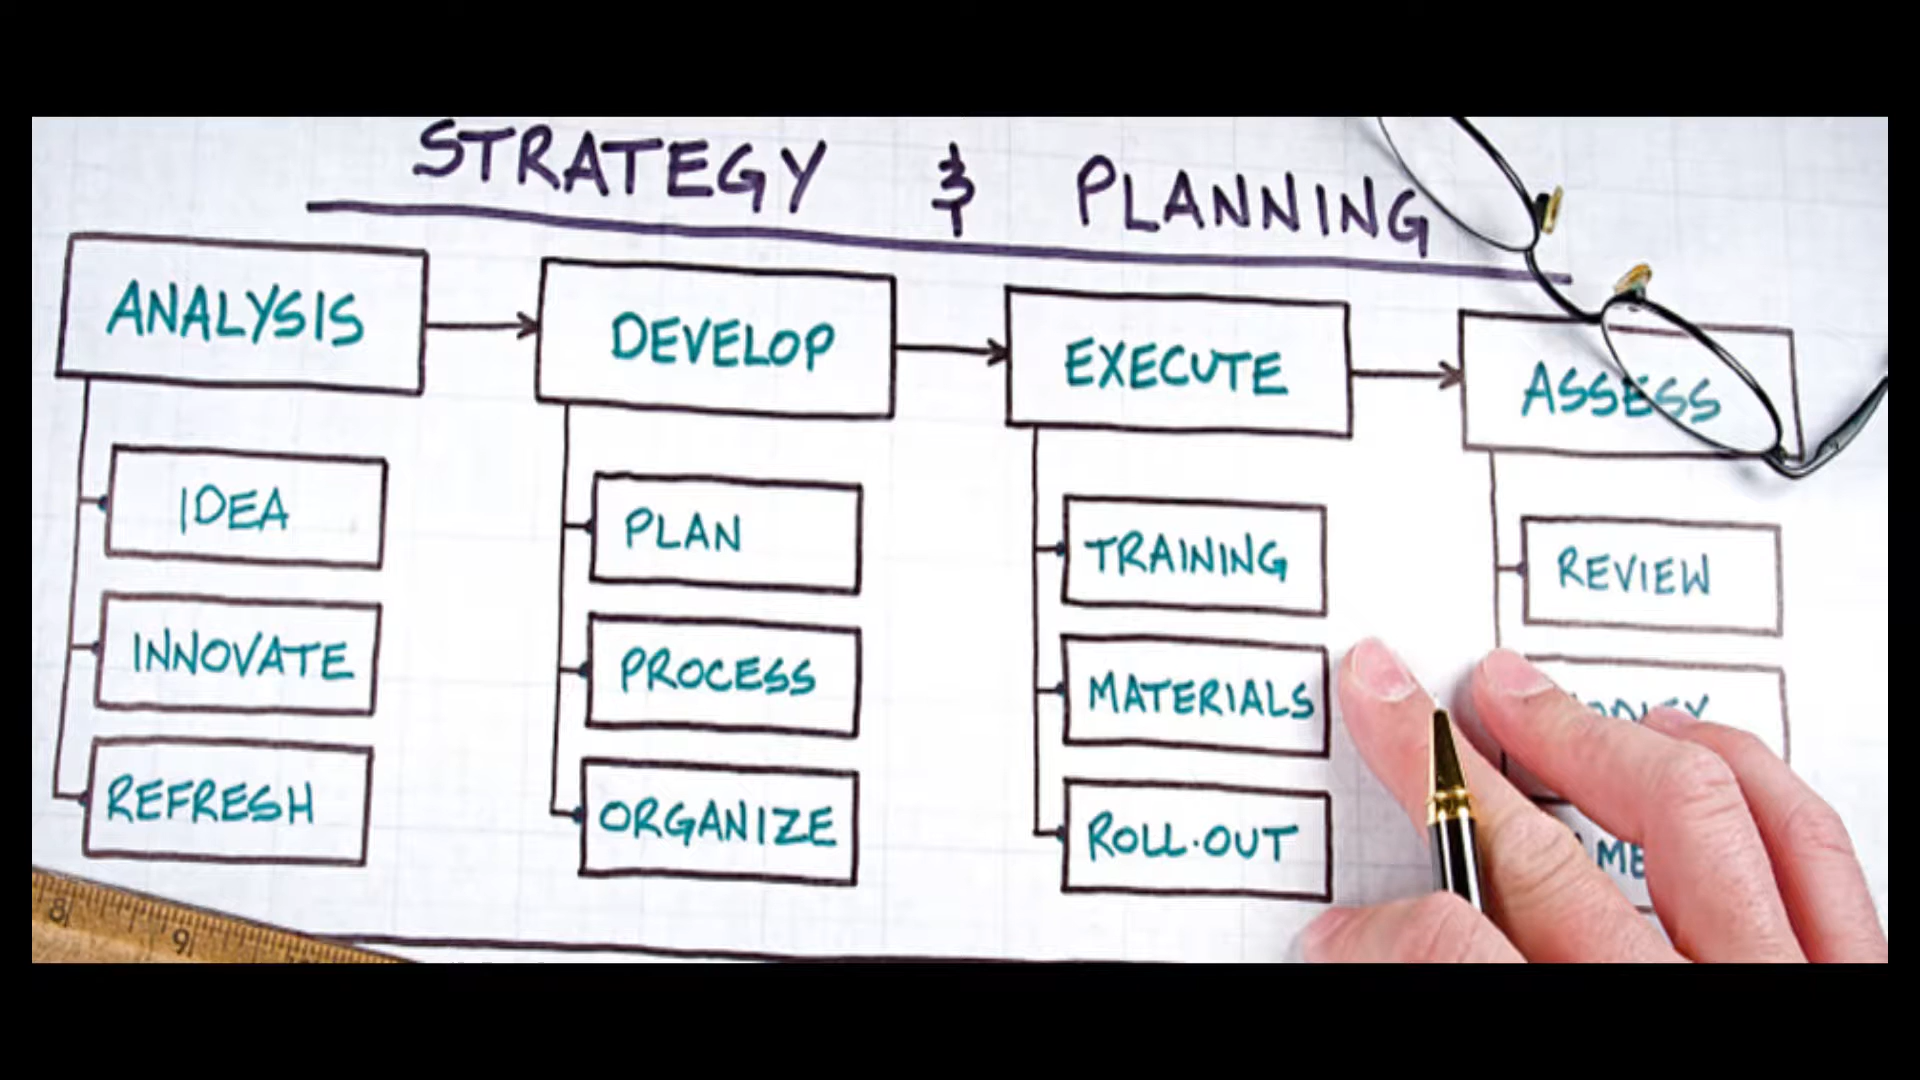 STRATEGY & PLANNING
ANALYSIS
DEVELOP
EXECUTE
ASSESS
IDEA
PLAN
TRAINING
REVIEW
INNOVATE
PROCESS
MATERIALS
REFRESH
ORGANIZE
ROLL·OUT
8
9